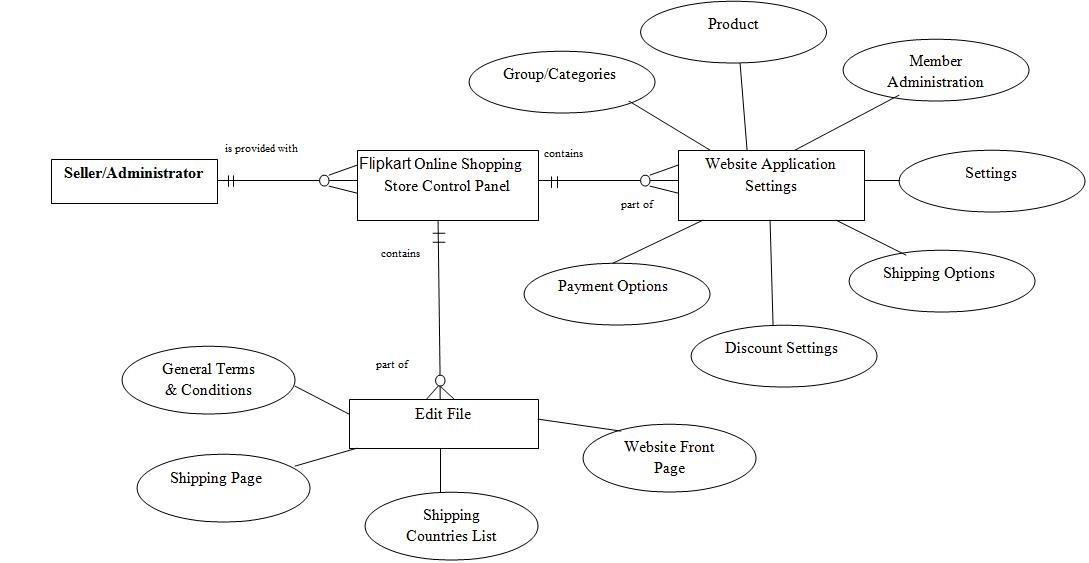 Product
Group/Categories
Member
Administration
is provided with
Seller/Administrator
Flipkart Online Shopping
Store Control Panel
contains
part of
Website Application
Settings
Settings
contains
Payment Options
Shipping Options
Discount Settings
part of
General Terms
& Conditions
Edit File
Website Front
Page
Shipping Page
Shipping
Countries List